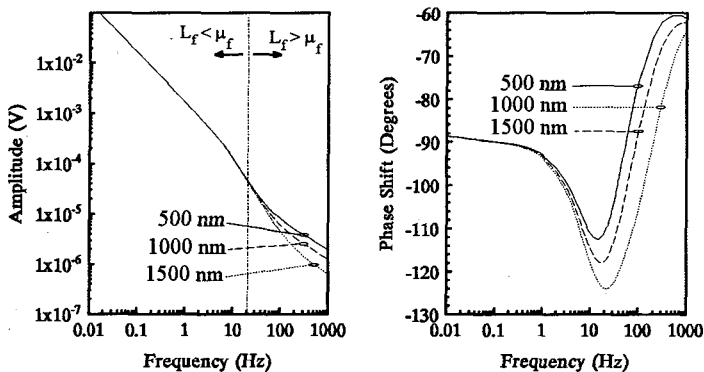 L_f<μ_f
L_f>μ_f
1x10^-2
1x10^-3
1x10^-4
1x10^-5
1x10^-6
1x10^-7
500 nm
1000 nm
1500 nm
0.01
0.1
1
10
100
1000
Amplitude (V)
Frequency (Hz)
-60
-70
-80
-90
-100
-110
-120
-130
500 nm
1000 nm
1500 nm
0.01
0.1
1
10
100
1000
Phase Shift (Degrees)
Frequency (Hz)